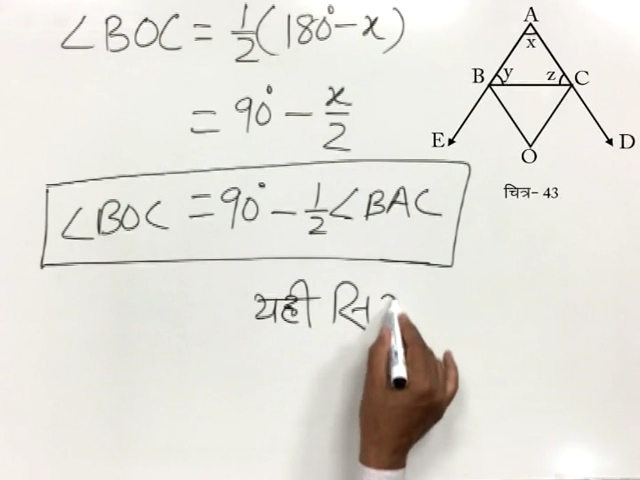 ∠BOC = 1/2(180° - x)
= 90° - x/2
∠BOC = 90° - 1/2∠BAC
यही
A
x
B
y
z
C
E
D
O
चित्र- 43